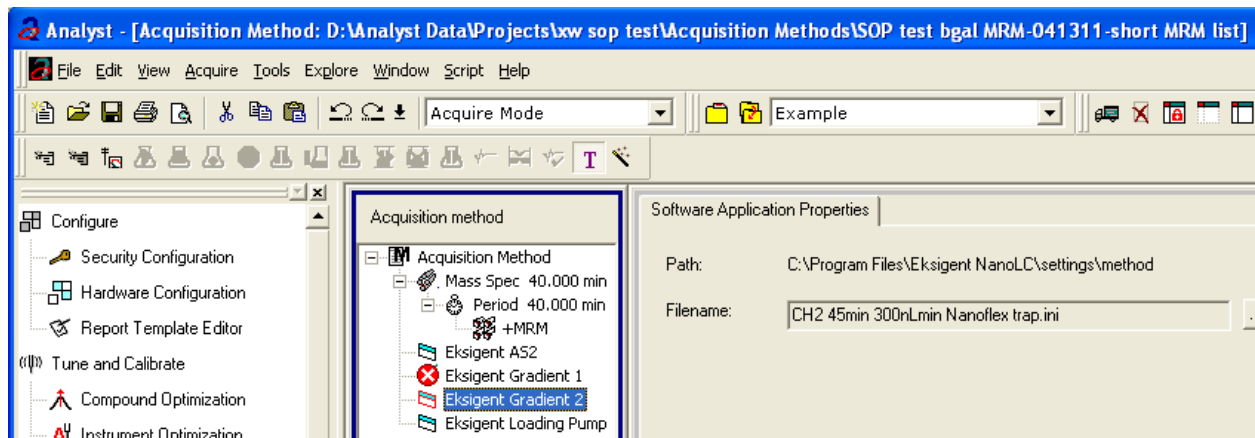 Analyst - [Acquisition Method: D:\Analyst Data\Projects\xw sop test\Acquisition Methods\SOP test bgal MRM-041311-short MRM list]
File Edit View Acquire Tools Explore Window Script Help
Acquire Mode
Example
T
Configure
Security Configuration
Hardware Configuration
Report Template Editor
Tune and Calibrate
Compound Optimization
Instrument Optimization
Acquisition method
Acquisition Method
Mass Spec 40.000 min
Period 40.000 min
+MRM
Eksigent AS2
Eksigent Gradient 1
Eksigent Gradient 2
Eksigent Loading Pump
Software Application Properties
Path: C:\Program Files\Eksigent NanoLC\settings\method
Filename: CH2 45min 300nLmin Nanoflex trap.ini